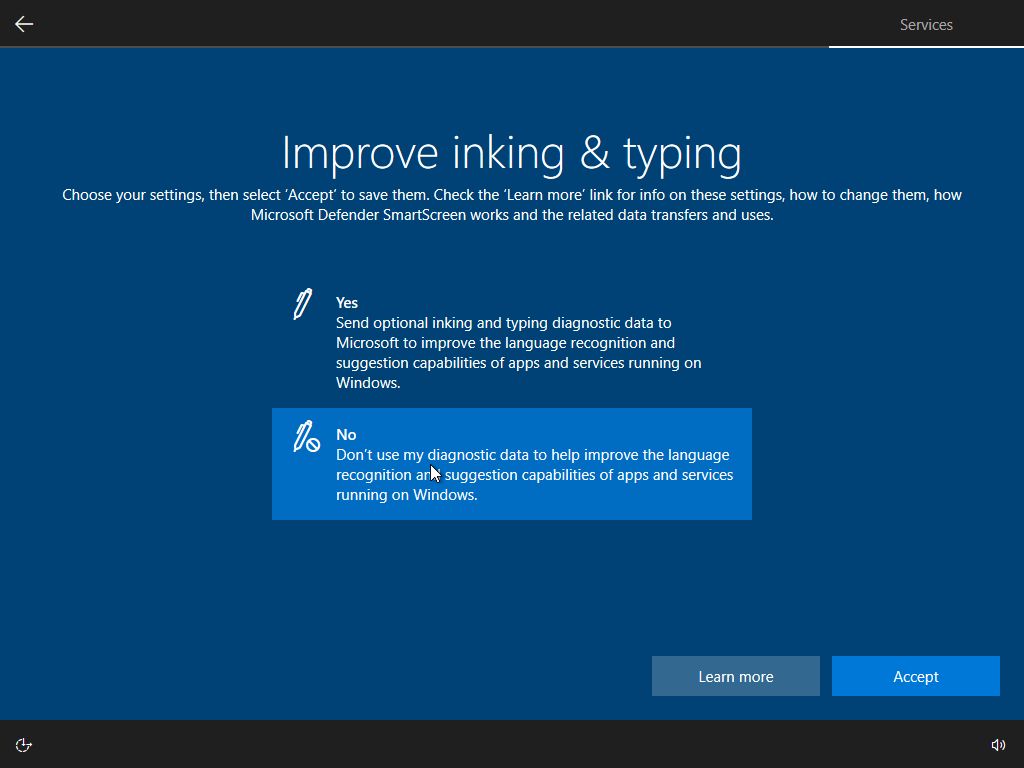 Services
Improve inking & typing
Choose your settings, then select ‘Accept’ to save them. Check the ‘Learn more’ link for info on these settings, how to change them, how
Microsoft Defender SmartScreen works and the related data transfers and uses.
Yes
Send optional inking and typing diagnostic data to
Microsoft to improve the language recognition and
suggestion capabilities of apps and services running on
Windows.
No
Don’t use my diagnostic data to help improve the language
recognition and suggestion capabilities of apps and services
running on Windows.
Learn more
Accept